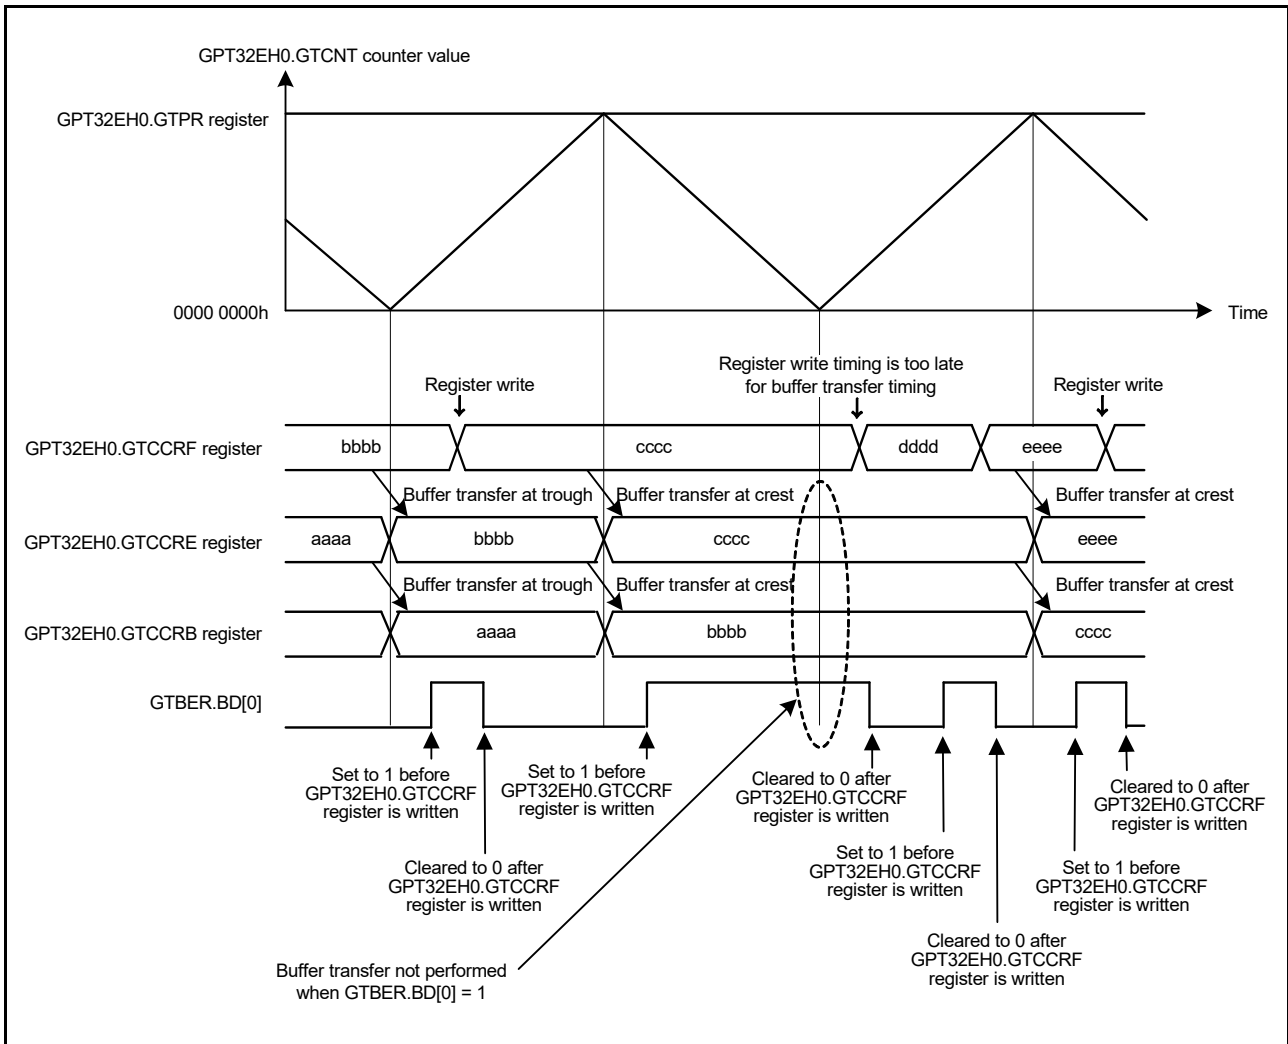 GPT32EH0.GTCNT counter value
GPT32EH0.GTPR register
0000 0000h
Time
Register write
Register write timing is too late
for buffer transfer timing
Register write
GPT32EH0.GTCCRF register
bbbb
cccc
dddd
eeee
Buffer transfer at trough
Buffer transfer at crest
Buffer transfer at crest
GPT32EH0.GTCCRE register
aaaa
bbbb
cccc
eeee
Buffer transfer at trough
Buffer transfer at crest
Buffer transfer at crest
GPT32EH0.GTCCRB register
aaaa
bbbb
cccc
GTBER.BD[0]
Set to 1 before
GPT32EH0.GTCCRF
register is written
Set to 1 before
GPT32EH0.GTCCRF
register is written
Cleared to 0 after
GPT32EH0.GTCCRF
register is written
Cleared to 0 after
GPT32EH0.GTCCRF
register is written
Cleared to 0 after
GPT32EH0.GTCCRF
register is written
Set to 1 before
GPT32EH0.GTCCRF
register is written
Set to 1 before
GPT32EH0.GTCCRF
register is written
Cleared to 0 after
GPT32EH0.GTCCRF
register is written
Buffer transfer not performed
when GTBER.BD[0] = 1